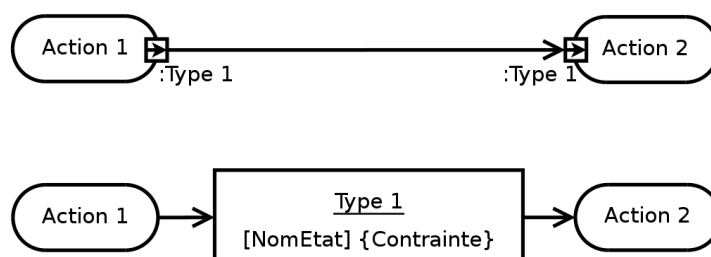 Action 1
Action 2
:Type 1
:Type 1
Action 1
Type 1
[NomEtat] {Contrainte}
Action 2